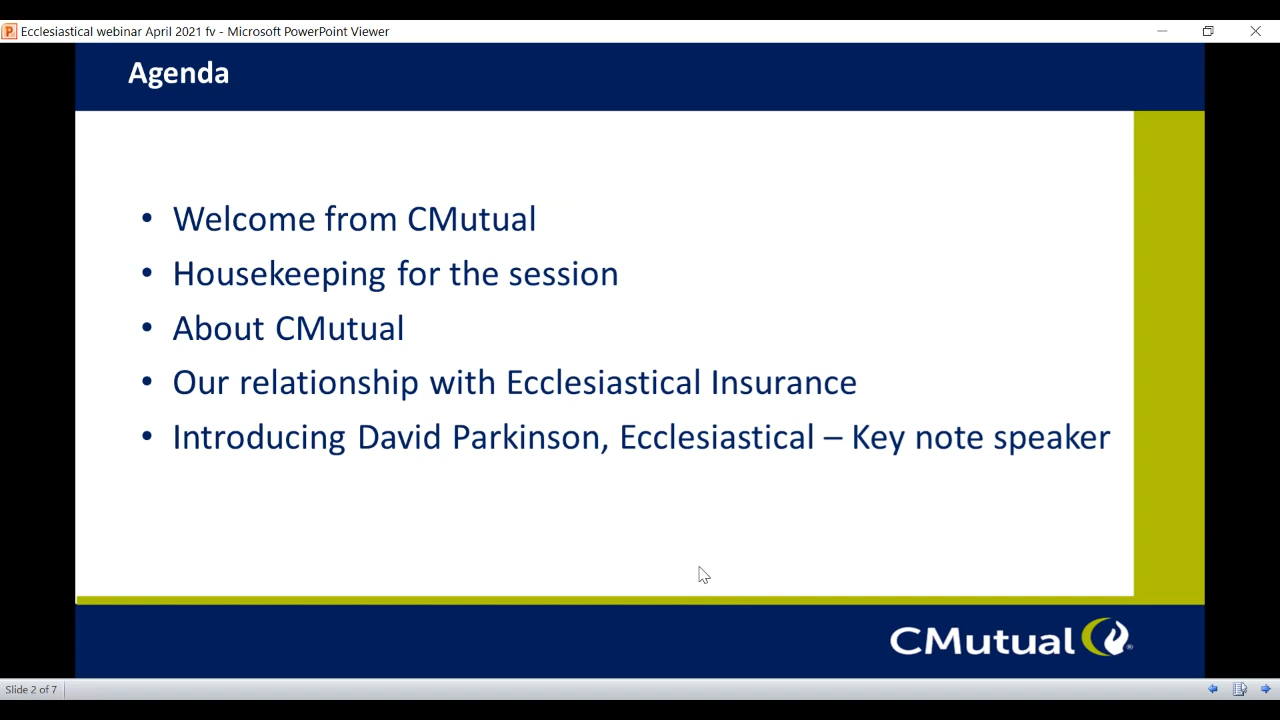 Ecclesiastical webinar April 2021 fv - Microsoft PowerPoint Viewer
Agenda
• Welcome from CMutual
• Housekeeping for the session
• About CMutual
• Our relationship with Ecclesiastical Insurance
• Introducing David Parkinson, Ecclesiastical – Key note speaker
CMutual®
Slide 2 of 7